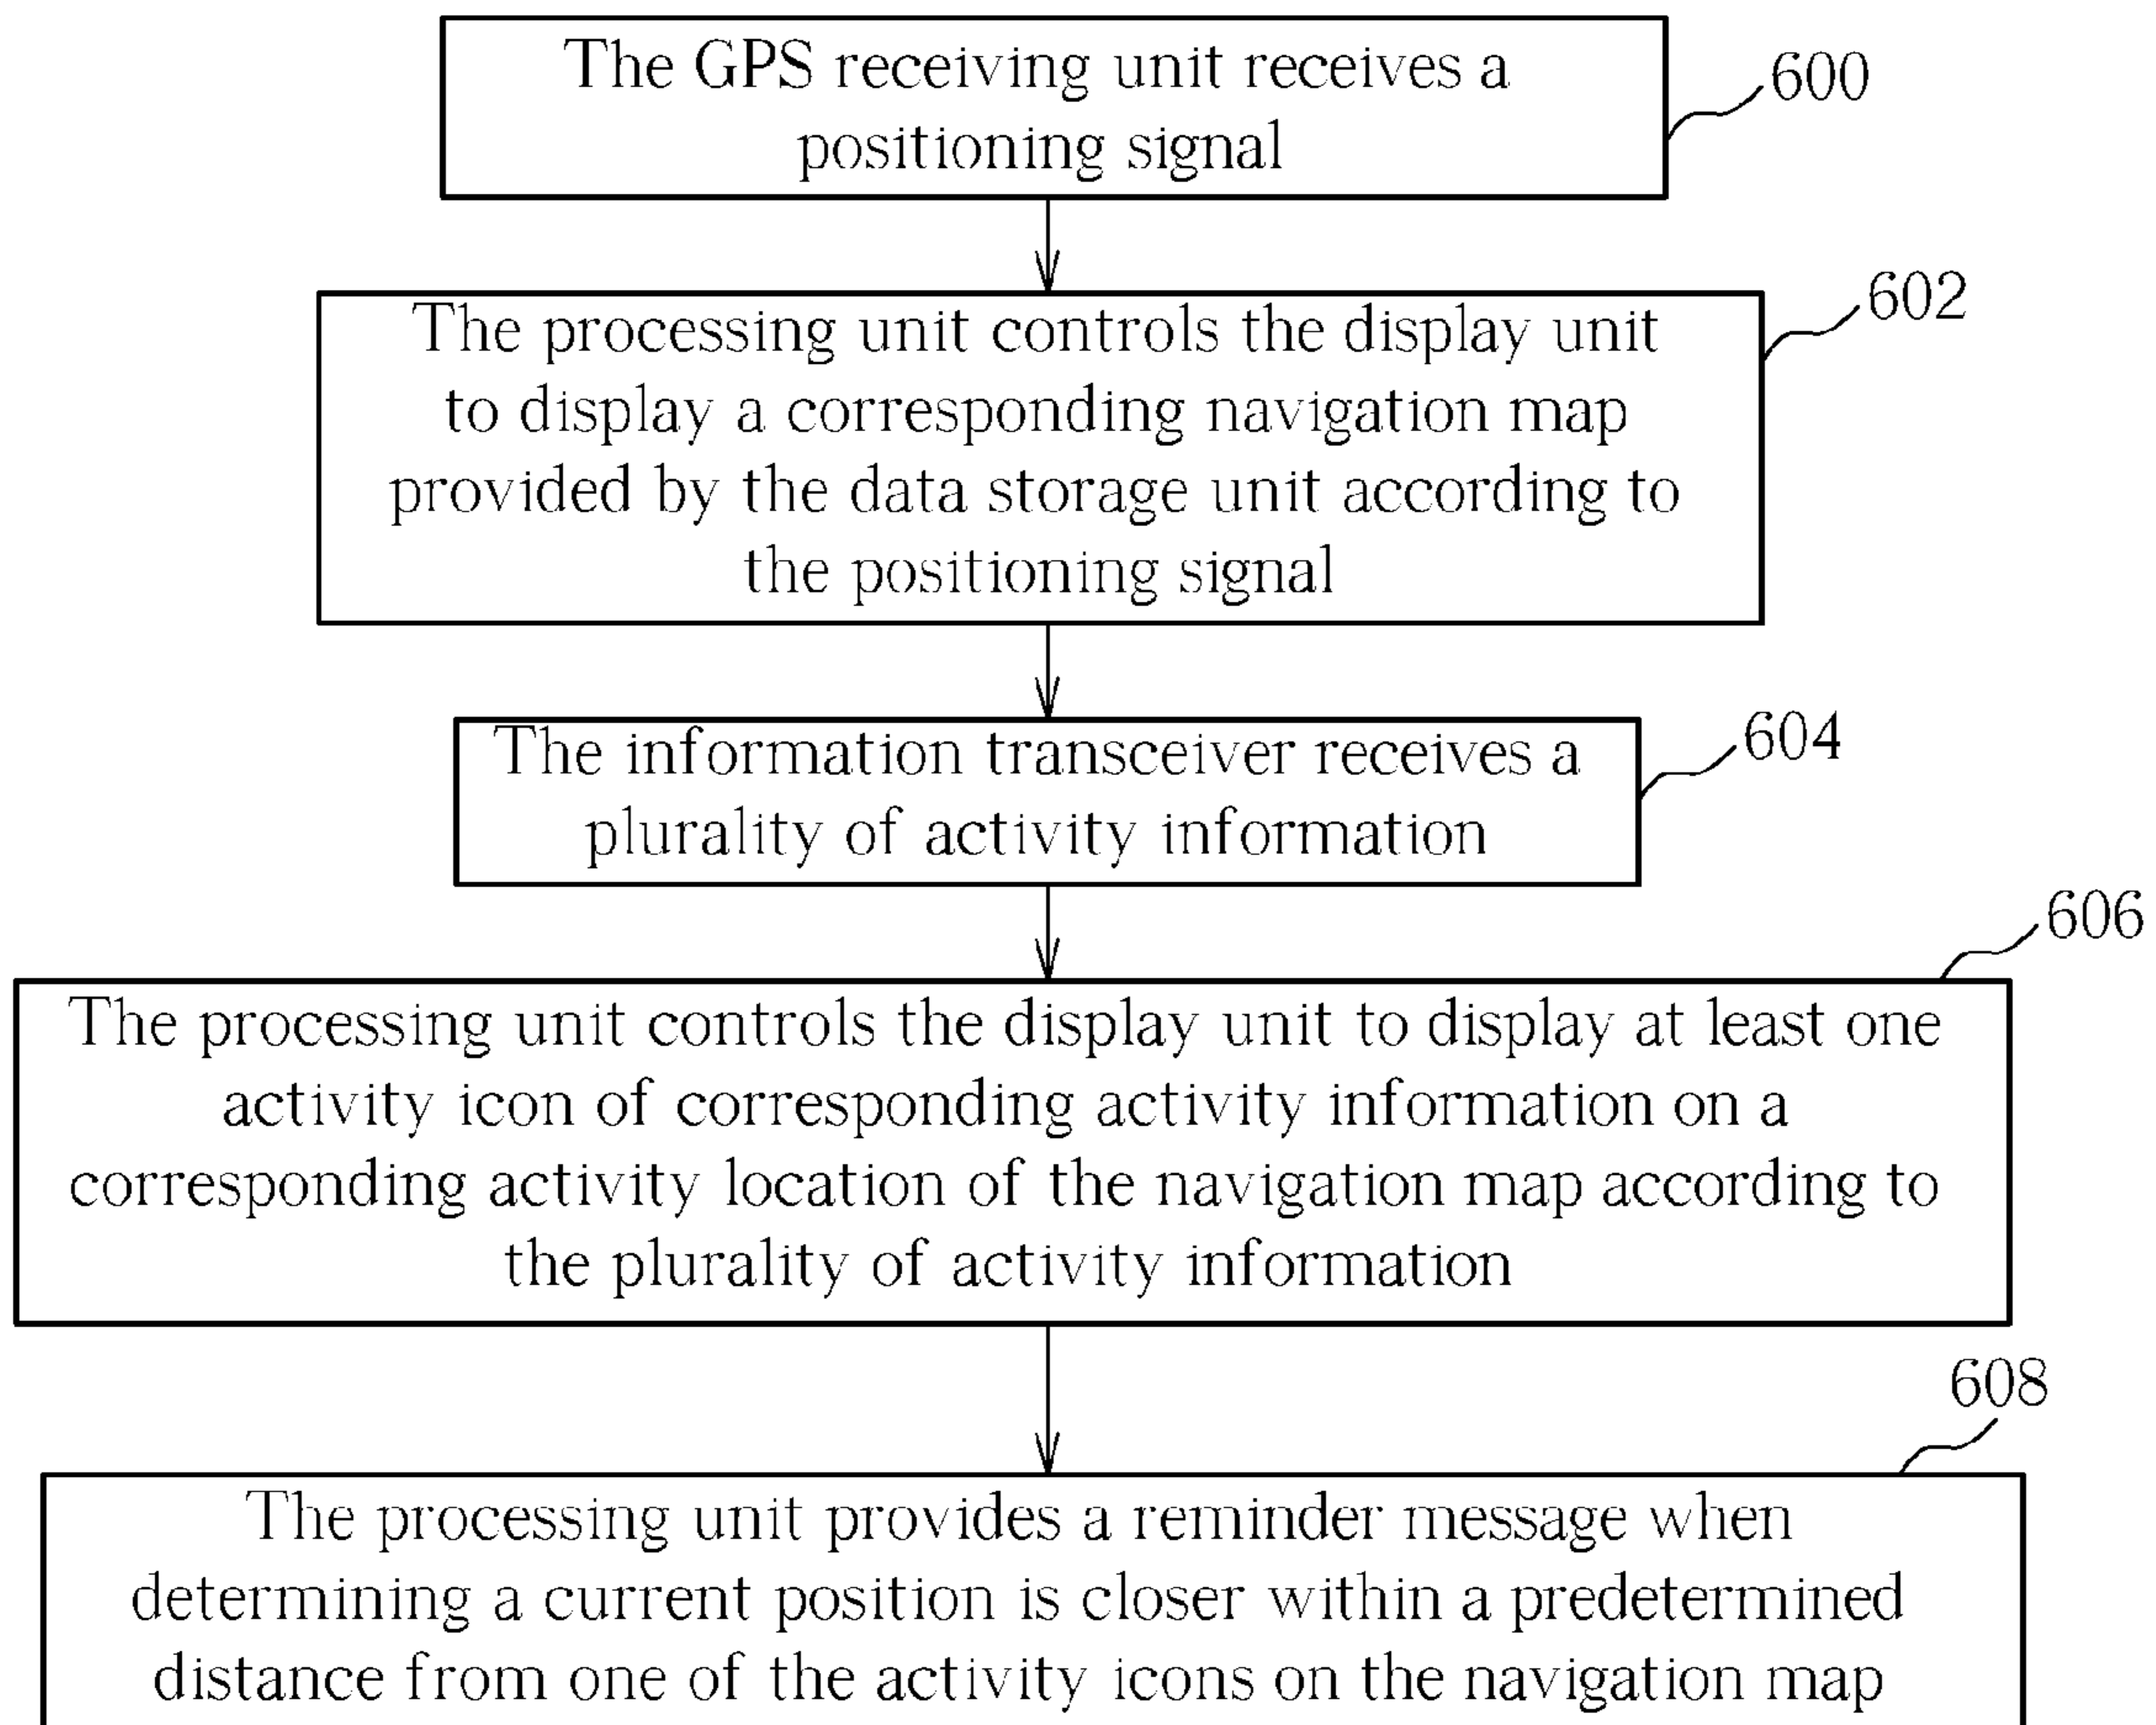 The GPS receiving unit receives a
positioning signal
600
The processing unit controls the display unit
to display a corresponding navigation map
provided by the data storage unit according to
the positioning signal
602
The information transceiver receives a
plurality of activity information
604
The processing unit controls the display unit to display at least one
activity icon of corresponding activity information on a
corresponding activity location of the navigation map according to
the plurality of activity information
606
The processing unit provides a reminder message when
determining a current position is closer within a predetermined
distance from one of the activity icons on the navigation map
608